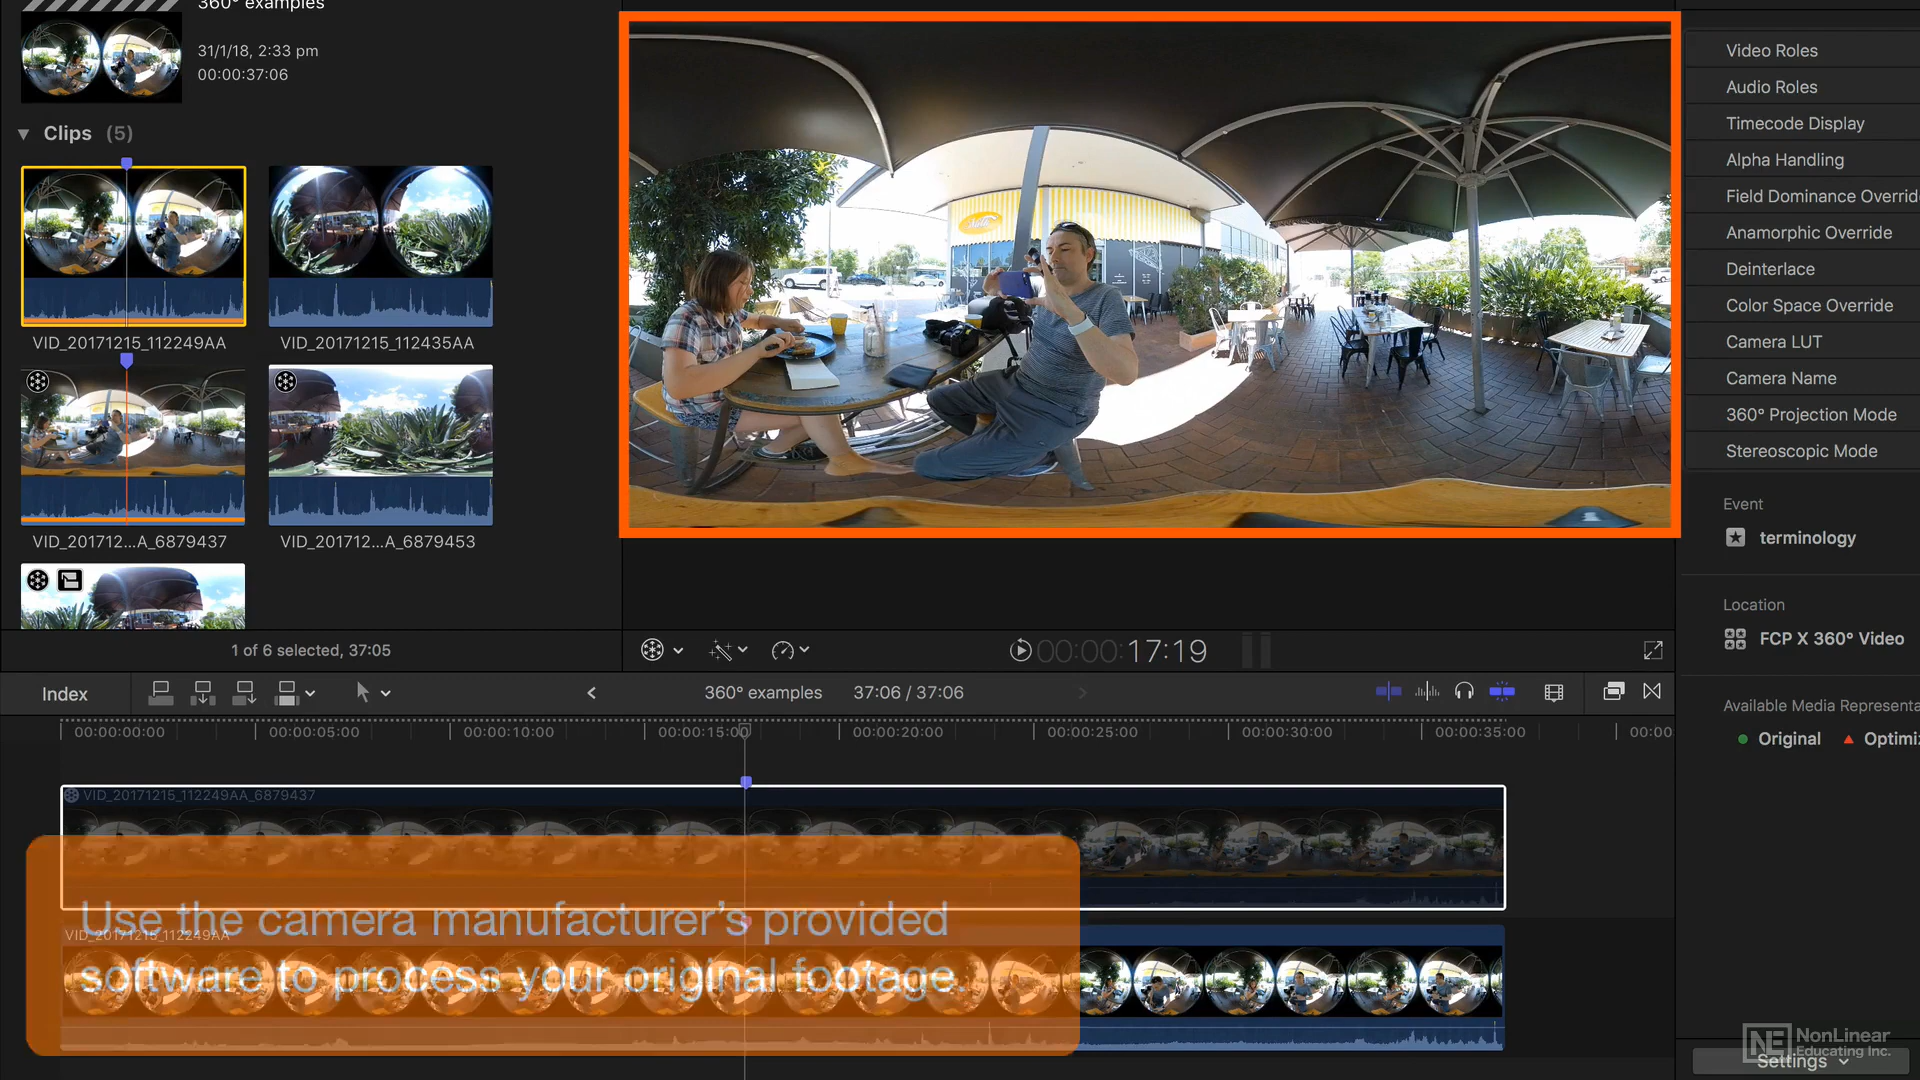 360° examples
31/1/18, 2:33 pm
00:00:37:06
Clips (5)
VID_20171215_112249AA
VID_20171215_112435AA
VID_201712...A_6879437
VID_201712...A_6879453
1 of 6 selected, 37:05
00:00:17:19
Video Roles
Audio Roles
Timecode Display
Alpha Handling
Field Dominance Overrid
Anamorphic Override
Deinterlace
Color Space Override
Camera LUT
Camera Name
360° Projection Mode
Stereoscopic Mode
Event
terminology
Location
FCP X 360° Video
Available Media Representa
Original Optimiz
Index
360° examples 37:06 / 37:06
00:00:00:00 00:00:05:00 00:00:10:00 00:00:15:00 00:00:20:00 00:00:25:00 00:00:30:00 00:00:35:00 00:00
VID_20171215_112249AA_6879437
Use the camera manufacturer's provided
VID_20171215_112249AA
software to process your original footage.
NE NonLinear
Educating Inc.
Settings